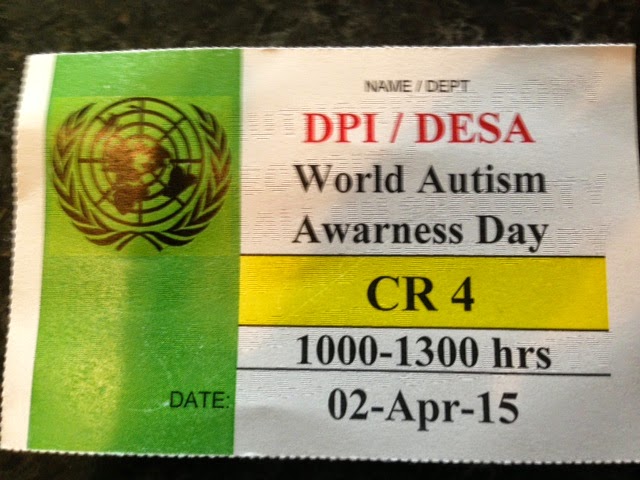 NAME / DEPT
DPI / DESA
World Autism
Awarness Day
CR 4
1000-1300 hrs
DATE: 02-Apr-15